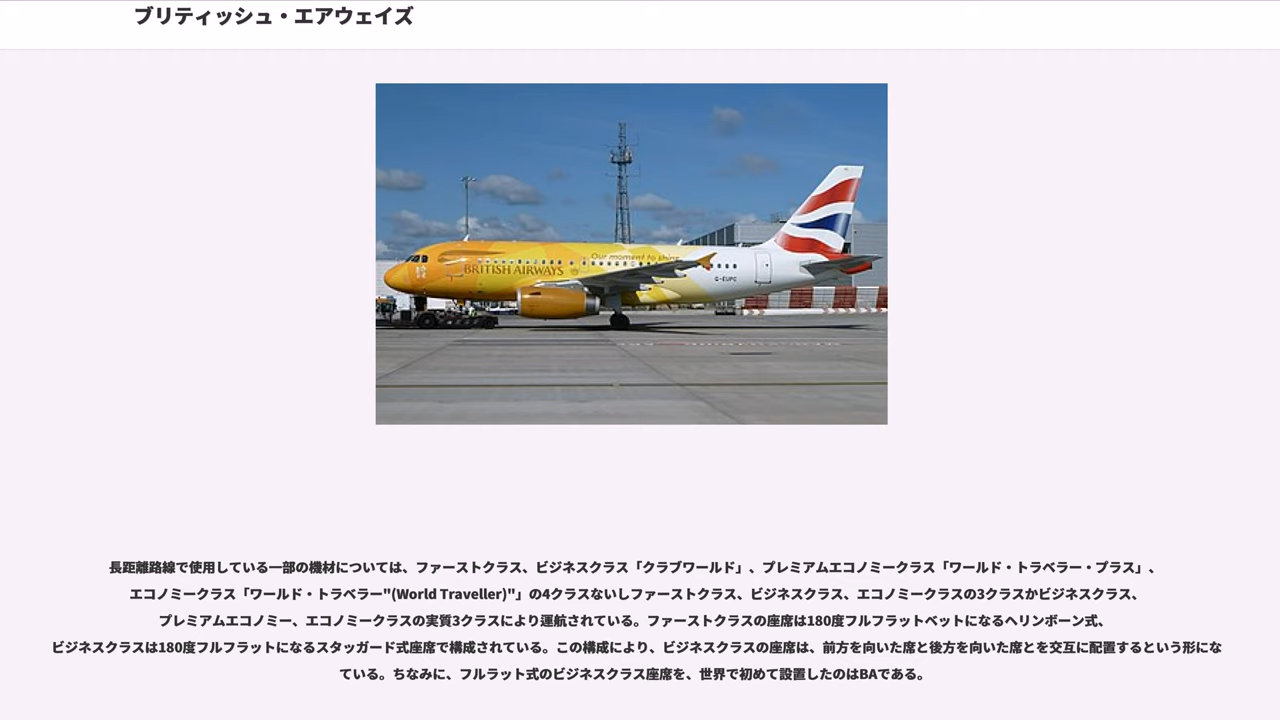 ブリティッシュ・エアウェイズ
Our moment to shine
BRITISH AIRWAYS
G-EUPC
長距離路線で使用している一部の機材については、ファーストクラス、ビジネスクラス「クラブワールド」、プレミアムエコノミークラス「ワールド・トラベラー・プラス」、
エコノミークラス「ワールド・トラベラー"(World Traveller)"」の4クラスないしファーストクラス、ビジネスクラス、エコノミークラスの3クラスかビジネスクラス、
プレミアムエコノミー、エコノミークラスの実質3クラスにより運航されている。ファーストクラスの座席は180度フルフラットベットになるヘリンボーン式、
ビジネスクラスは180度フルフラットになるスタッガード式座席で構成されている。この構成により、ビジネスクラスの座席は、前方を向いた席と後方を向いた席とを交互に配置するという形にな
ている。ちなみに、フルラット式のビジネスクラス座席を、世界で初めて設置したのはBAである。